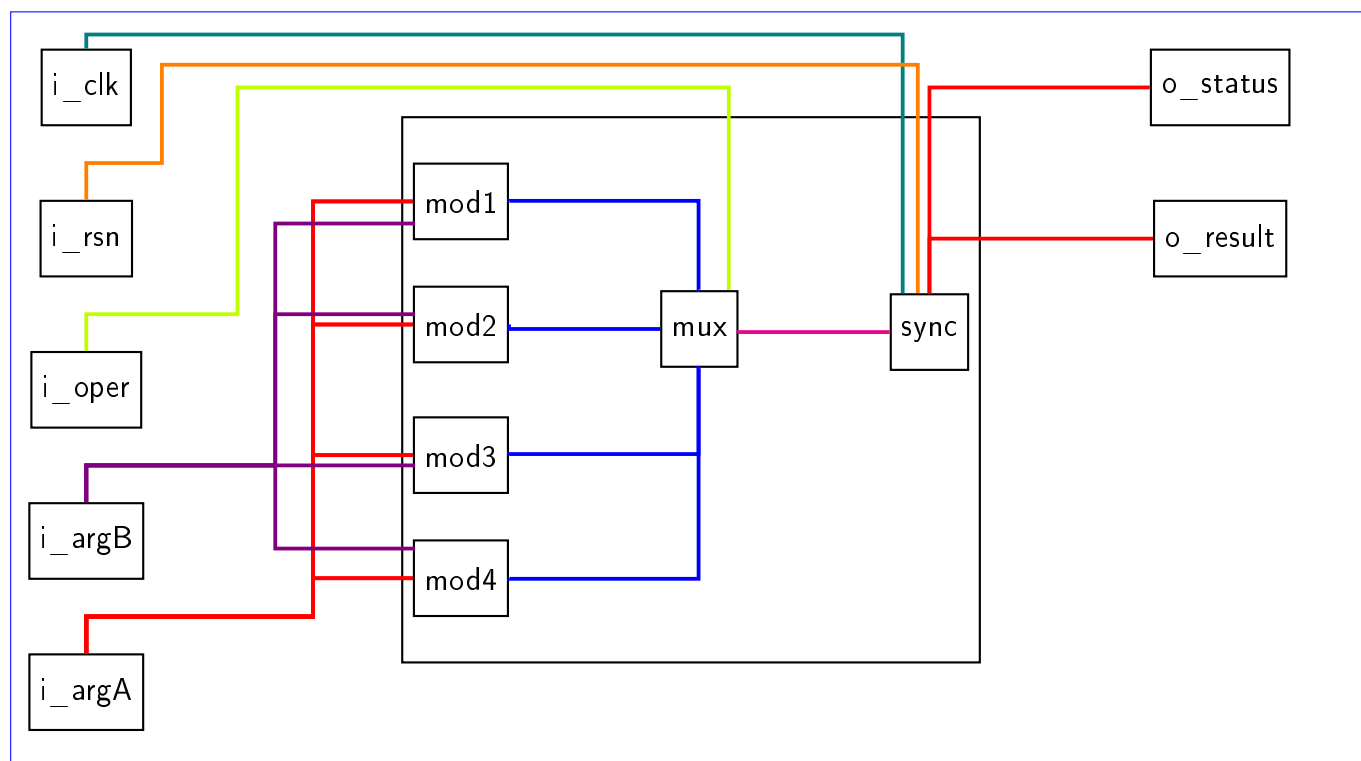 i_clk
o_status
mod1
i_rsn
o_result
mod2
mux
sync
i_oper
mod3
i_argB
mod4
i_argA